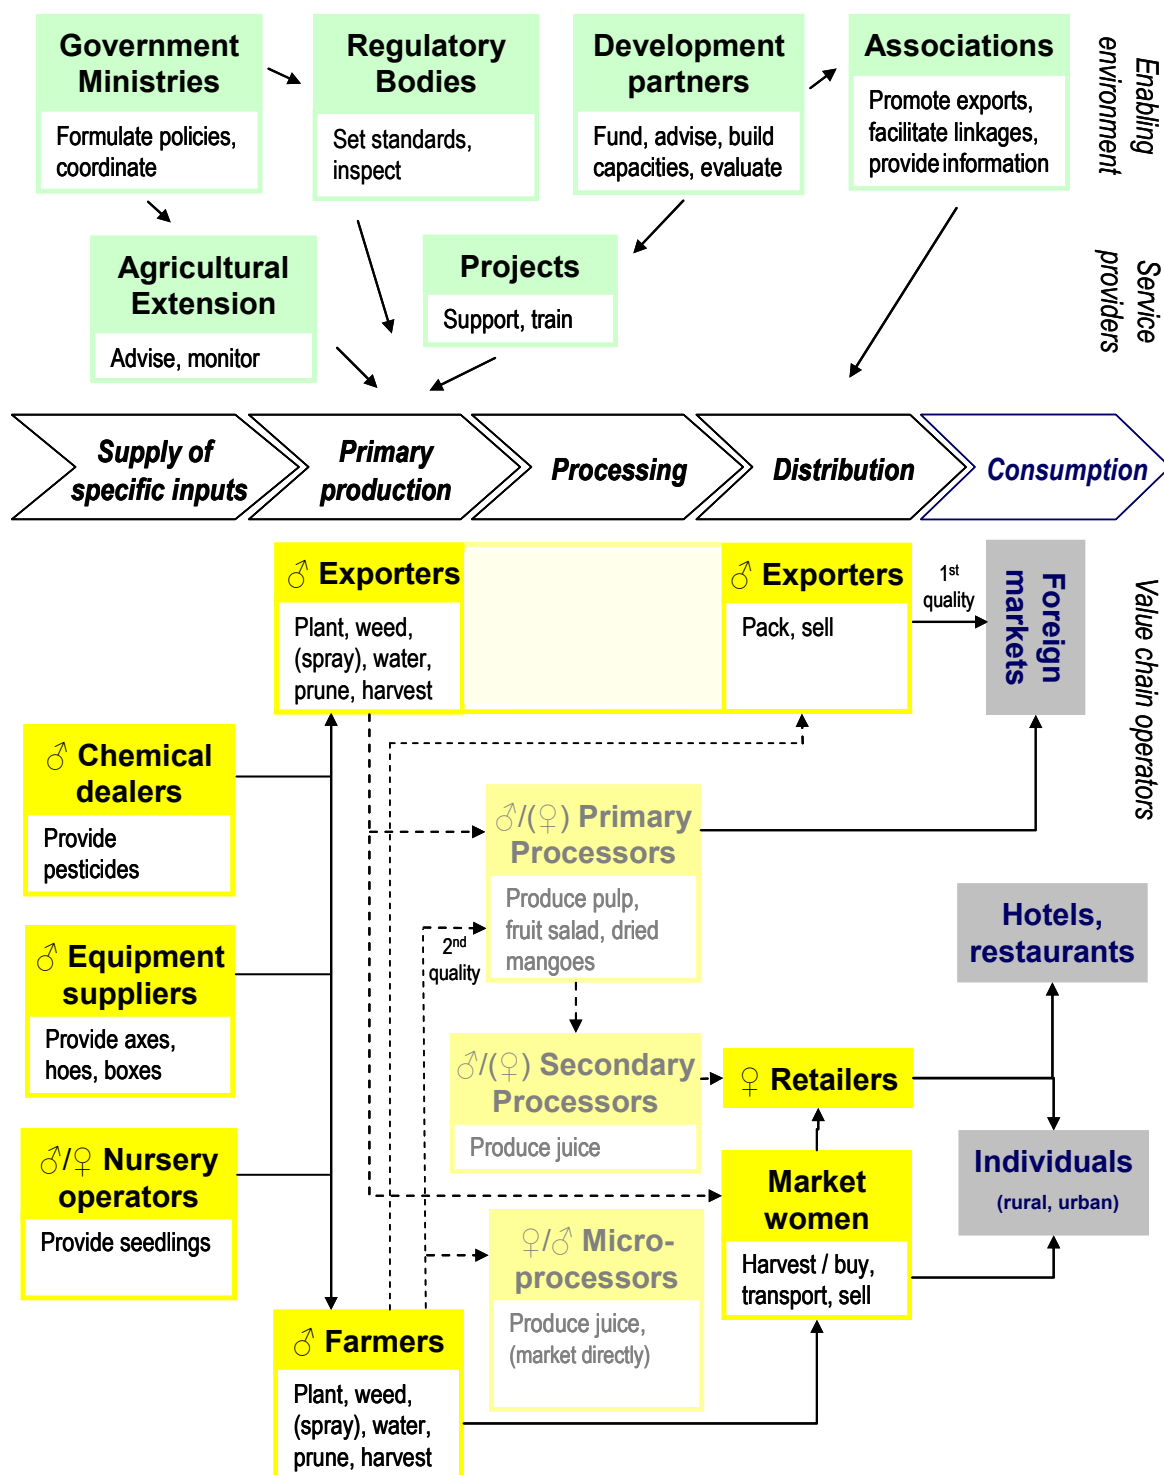 Government
Ministries
Formulate policies,
coordinate
Regulatory
Bodies
Set standards,
inspect
Development
partners
Fund, advise, build
capacities, evaluate
Associations
Promote exports,
facilitate linkages,
provide information
Enabling
environment
Agricultural
Extension
Advise, monitor
Projects
Support, train
Service
providers
Supply of
specific inputs
Primary
production
Processing
Distribution
Consumption
♂ Exporters
Plant, weed,
(spray), water,
prune, harvest
♂ Exporters
Pack, sell
1st
quality
Foreign
markets
Value chain operators
♂ Chemical
dealers
Provide
pesticides
♂/(♀) Primary
Processors
Produce pulp,
fruit salad, dried
mangoes
2nd
quality
Hotels,
restaurants
♂ Equipment
suppliers
Provide axes,
hoes, boxes
♂/(♀) Secondary
Processors
Produce juice
♀ Retailers
♂/♀ Nursery
operators
Provide seedlings
Market
women
Harvest / buy,
transport, sell
Individuals
(rural, urban)
♀/♂ Micro-
processors
Produce juice,
(market directly)
♂ Farmers
Plant, weed,
(spray), water,
prune, harvest